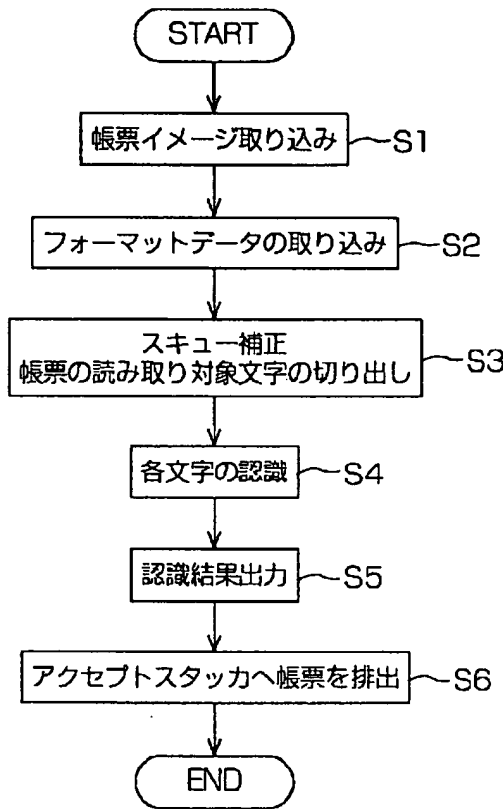 START
帳票イメージ取り込み S1
フォーマットデータの取り込み S2
スキュー補正
帳票の読み取り対象文字の切り出し S3
各文字の認識 S4
認識結果出力 S5
アクセプトスタッカへ帳票を排出 S6
END